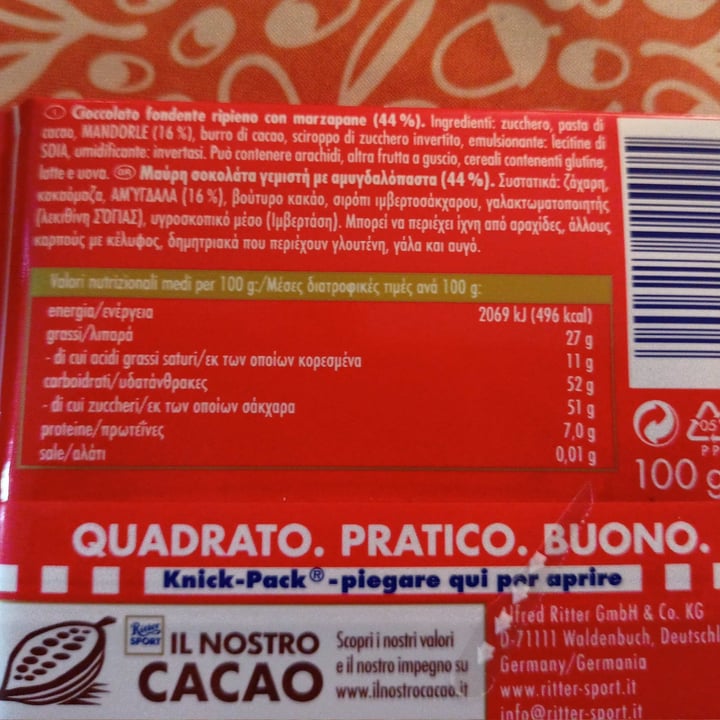 I Cioccolato fondente ripieno con marzapane (44 %). Ingredienti: zucchero, pasta di
cacao, MANDORLE (16 %), burro di cacao, sciroppo di zucchero invertito, emulsionante: lecitine di
SOIA, umidificante: invertasi. Può contenere arachidi, altra frutta a guscio, cereali contenenti glutine,
latte e uova. GR Μαύρη σοκολάτα γεμιστή με αμυγδαλόπαστα (44 %). Συστατικά: ζάχαρη,
κακαόμαζα, ΑΜΎΓΔΑΛΑ (16 %), βούτυρο κακάο, σιρόπι ιμβερτοσάκχαρου, γαλακτωματοποιητής
(λεκιθίνη ΣΌΓΙΑΣ), υγροσκοπικό μέσο (Ιμβερτάση). Μπορεί να περιέχει ίχνη από αραχίδες, άλλους
καρπούς με κέλυφος, δημητριακά που περιέχουν γλουτένη, γάλα και αυγό.
Valori nutrizionali medi per 100 g:/Μέσες διατροφικές τιμές ανά 100 g:
energia/ενέργεια 2069 kJ (496 kcal)
grassi/λιπαρά 27 g
- di cui acidi grassi saturi/εκ των οποίων κορεσμένα 11 g
carboidrati/υδατάνθρακες 52 g
- di cui zuccheri/εκ των οποίων σάκχαρα 51 g
proteine/πρωτεΐνες 7,0 g
sale/αλάτι 0,01 g
05
PP
100 g
QUADRATO. PRATICO. BUONO.
Knick-Pack® - piegare qui per aprire
Ritter
SPORT
IL NOSTRO
CACAO
Scopri i nostri valori
e il nostro impegno su
www.ilnostrocacao.it
Alfred Ritter GmbH & Co. KG
D-71111 Waldenbuch, Deutschl
Germany/Germania
www.ritter-sport.it
info@ritter-sport.it